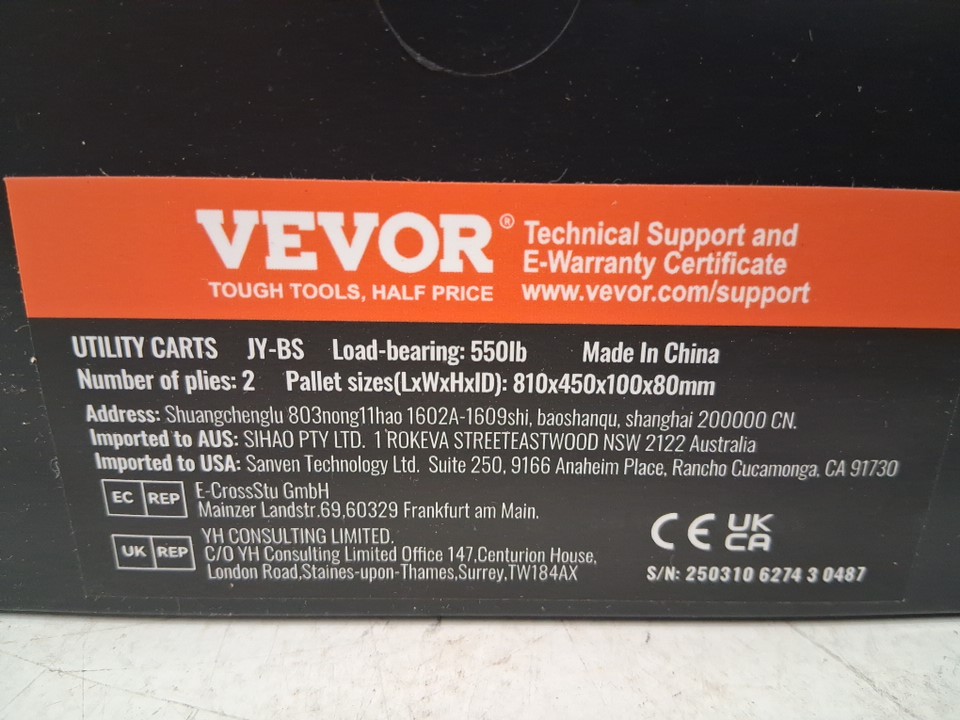 VEVOR®
TOUGH TOOLS, HALF PRICE
Technical Support and
E-Warranty Certificate
www.vevor.com/support
UTILITY CARTS JY-BS Load-bearing: 550lb Made In China
Number of plies: 2 Pallet sizes(LxWxHxID): 810x450x100x80mm
Address: Shuangchenglu 803nong11hao 1602A-1609shi, baoshanqu, shanghai 200000 CN.
Imported to AUS: SIHAO PTY LTD. 1 ROKEVA STREETEASTWOOD NSW 2122 Australia
Imported to USA: Sanven Technology Ltd. Suite 250, 9166 Anaheim Place, Rancho Cucamonga, CA 91730
EC REP E-CrossStu GmbH
Mainzer Landstr.69,60329 Frankfurt am Main.
UK REP YH CONSULTING LIMITED.
C/O YH Consulting Limited Office 147,Centurion House,
London Road,Staines-upon-Thames,Surrey,TW184AX
CE UK
CA
S/N: 250310 6274 3 0487